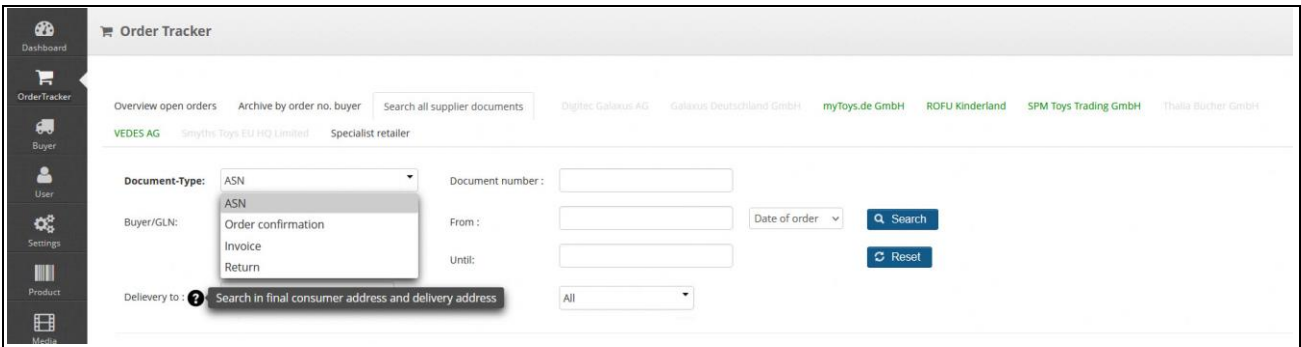 Dashboard
OrderTracker
Buyer
User
Settings
Product
Media
Order Tracker
Overview open orders Archive by order no. buyer Search all supplier documents Digitec Galaxus AG Galaxus Deutschland GmbH myToys.de GmbH ROFU Kinderland SPM Toys Trading GmbH Thalia Bücher GmbH
VEDES AG Smyths Toys EU HQ Limited Specialist retailer
Document-Type: ASN Document number :
ASN
Buyer/GLN: Order confirmation From : Date of order Search
Invoice
Until: Reset
Return
Delievery to : ? Search in final consumer address and delivery address All